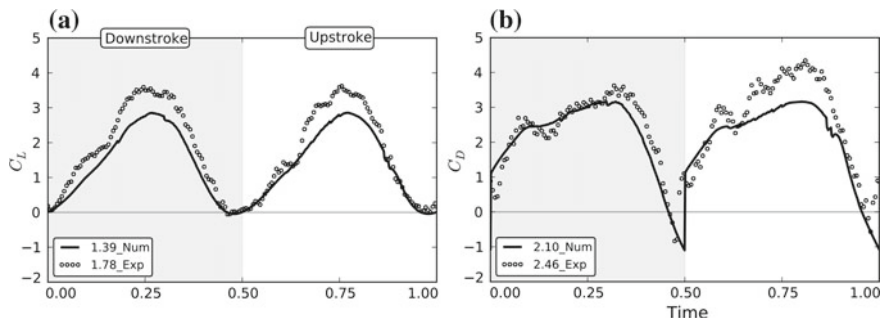 (a)
Downstroke
Upstroke
5
4
3
2
1
0
−1
−2
C_L
1.39_Num
1.78_Exp
0.00
0.25
0.50
0.75
1.00
(b)
5
4
3
2
1
0
−1
−2
C_D
2.10_Num
2.46_Exp
0.00
0.25
0.50
0.75
1.00
Time